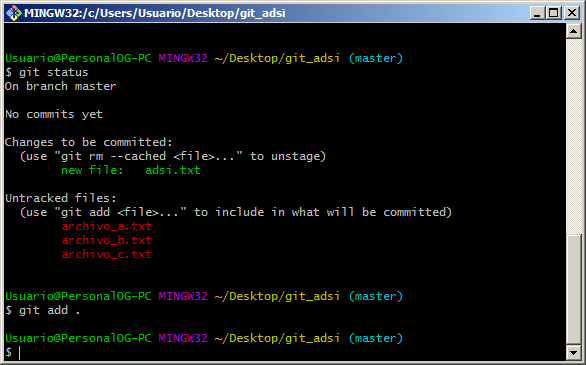 MINGW32:/c/Users/Usuario/Desktop/git_adsi
Usuario@PersonalOG-PC MINGW32 ~/Desktop/git_adsi (master)
$ git status
On branch master
No commits yet
Changes to be committed:
(use "git rm --cached <file>..." to unstage)
new file:   adsi.txt
Untracked files:
(use "git add <file>..." to include in what will be committed)
archivo_a.txt
archivo_b.txt
archivo_c.txt
Usuario@PersonalOG-PC MINGW32 ~/Desktop/git_adsi (master)
$ git add .
Usuario@PersonalOG-PC MINGW32 ~/Desktop/git_adsi (master)
$